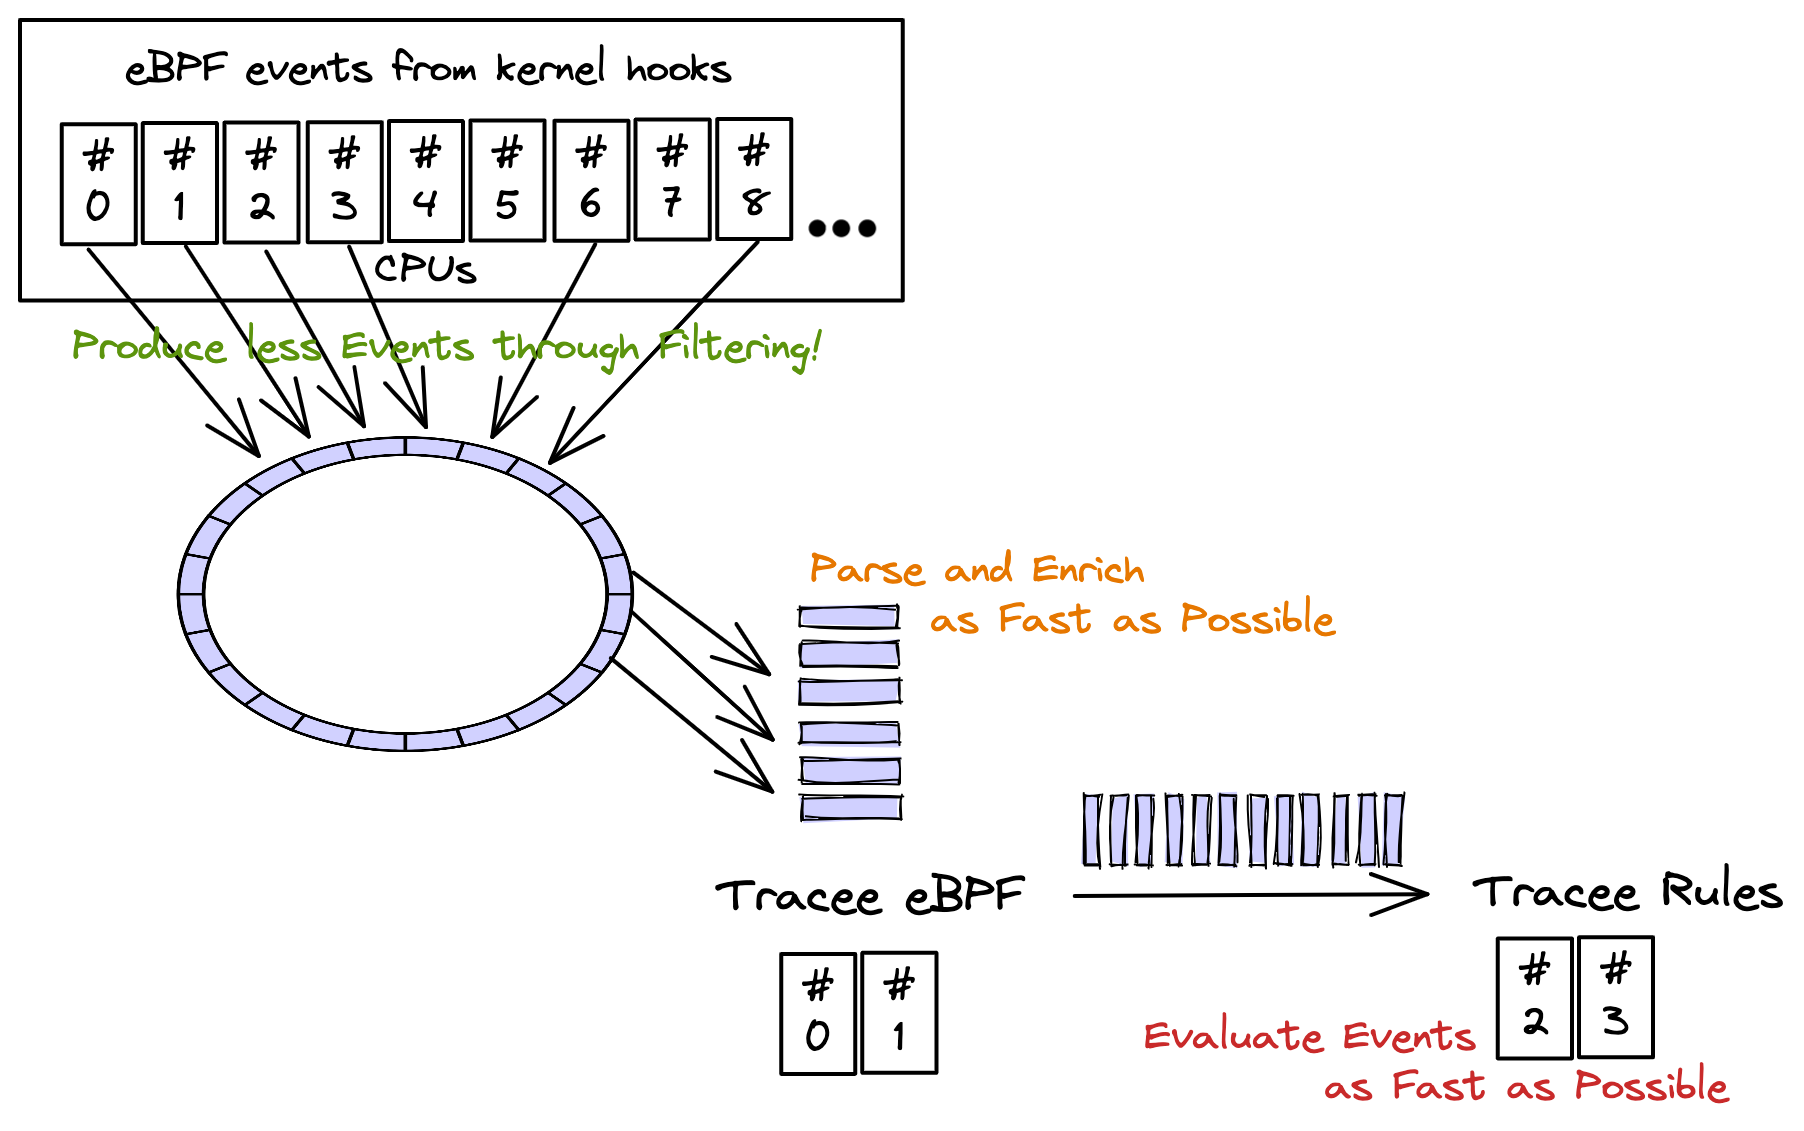 eBPF events from kernel hooks
# # # # # # # # #
0 1 2 3 4 5 6 7 8 •••
CPUs
Produce less Events through Filtering!
Parse and Enrich
as Fast as Possible
Tracee eBPF
Tracee Rules
# #
0 1
# #
2 3
Evaluate Events
as Fast as Possible